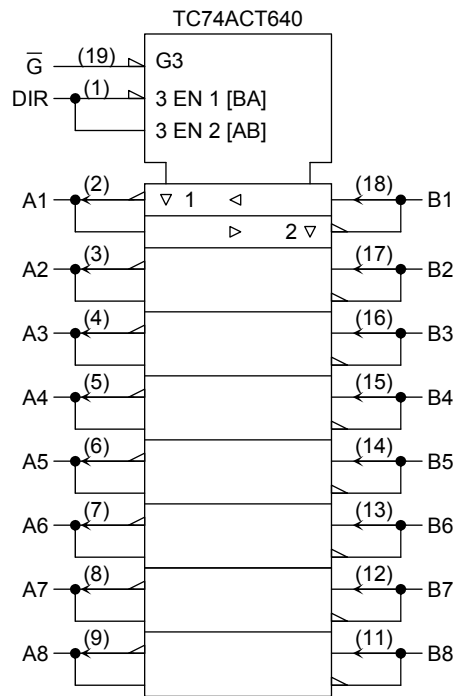 TC74ACT640
G̅ (19) G3
DIR (1) 3 EN 1 [BA]
3 EN 2 [AB]
A1 (2) ▽ 1 ◁ (18) B1
▷ 2 ▽
A2 (3) (17) B2
A3 (4) (16) B3
A4 (5) (15) B4
A5 (6) (14) B5
A6 (7) (13) B6
A7 (8) (12) B7
A8 (9) (11) B8